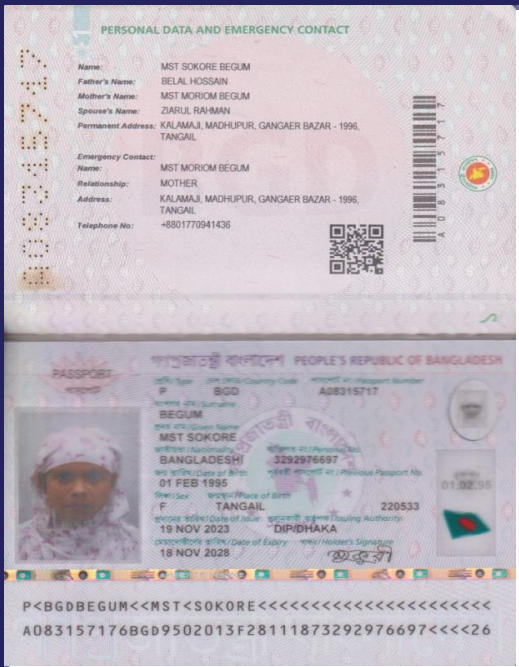 PERSONAL DATA AND EMERGENCY CONTACT
Name: MST SOKORE BEGUM
Father's Name: BELAL HOSSAIN
Mother's Name: MST MORIOM BEGUM
Spouse's Name: ZIARUL RAHMAN
Permanent Address: KALAMAJI, MADHUPUR, GANGAER BAZAR - 1996,
TANGAIL
Emergency Contact:
Name: MST MORIOM BEGUM
Relationship: MOTHER
Address: KALAMAJI, MADHUPUR, GANGAER BAZAR - 1996,
TANGAIL
Telephone No: +8801770941436
A08315717
A08315717
গণপ্রজাতন্ত্রী বাংলাদেশ PEOPLE'S REPUBLIC OF BANGLADESH
PASSPORT
পাসপোর্ট
Type Country Code Passport Number
P BGD A08315717
Surname
BEGUM
Given Name
MST SOKORE
Nationality Personal No.
BANGLADESHI 3292976697
Date of Birth Previous Passport No.
01 FEB 1995
Sex Place of Birth
F TANGAIL 220533
Date of Issue Issuing Authority
19 NOV 2023 DIP/DHAKA
Date of Expiry Holder's Signature
18 NOV 2028
01.02.95
P<BGDBEGUM<<MST<SOKORE<<<<<<<<<<<<<<<<<<<<<<
A083157176BGD9502013F28111873292976697<<<<26